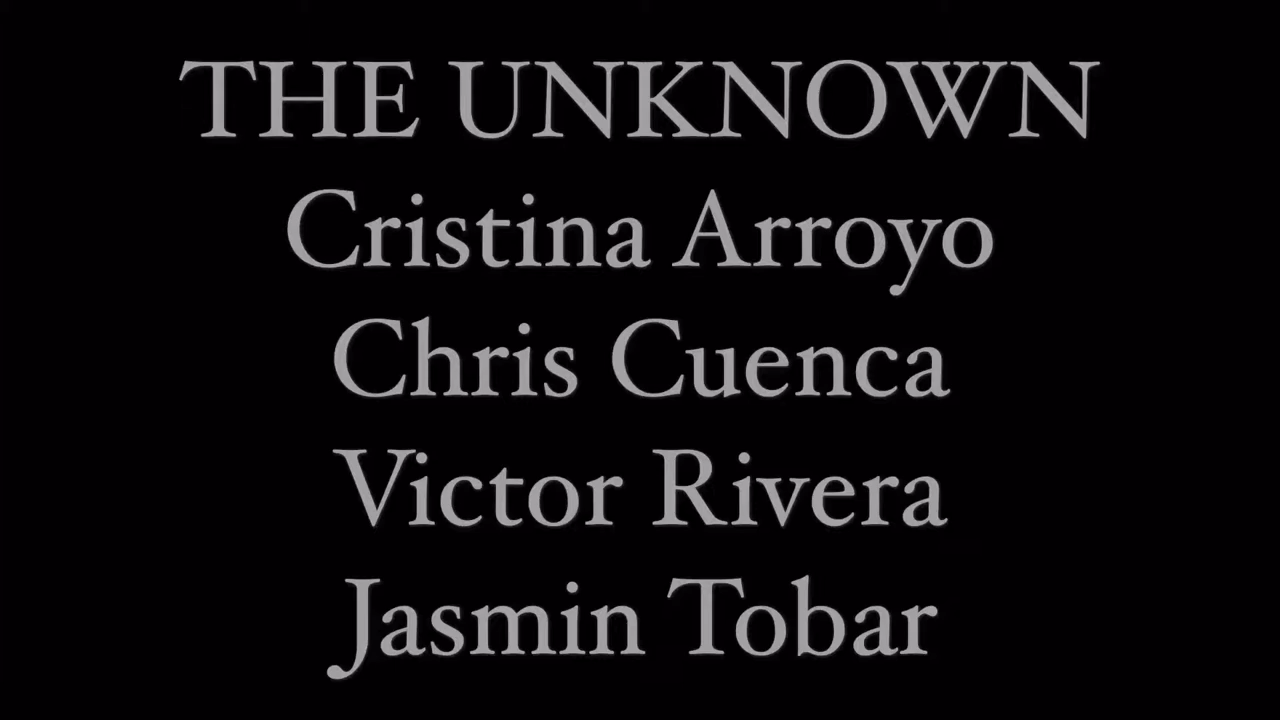 THE UNKNOWN
Cristina Arroyo
Chris Cuenca
Victor Rivera
Jasmin Tobar